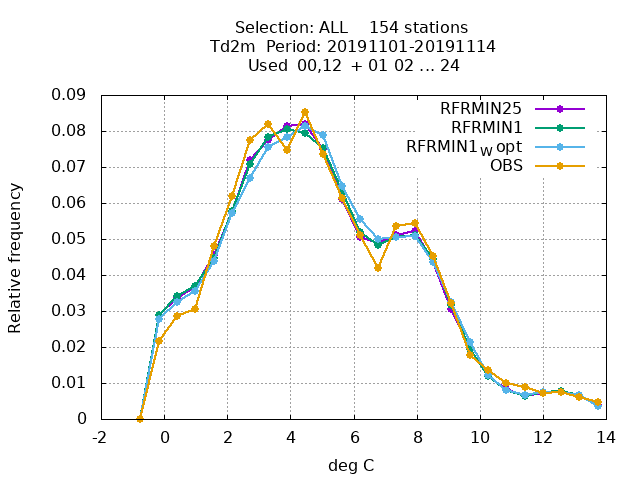 Selection: ALL 154 stations
Td2m Period: 20191101-20191114
Used 00,12 + 01 02 ... 24
0.09
0.08
0.07
0.06
0.05
0.04
0.03
0.02
0.01
0
Relative frequency
RFRMIN25
RFRMIN1
RFRMIN1w opt
OBS
-2 0 2 4 6 8 10 12 14
deg C